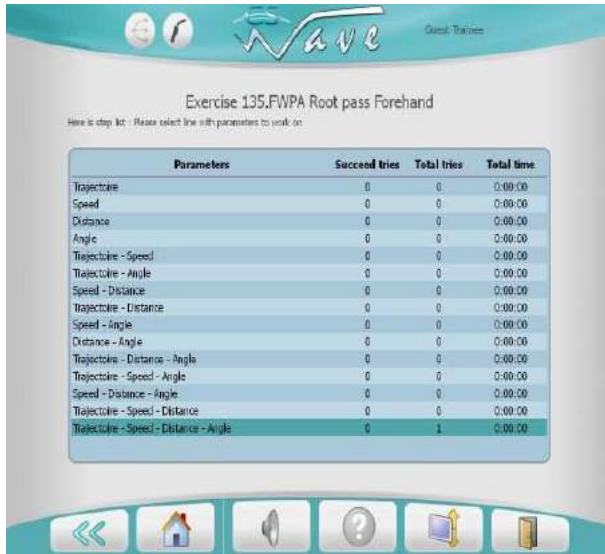 CS
Wave
Guest Trainee
Exercise 135.FWPA Root pass Forehand
Here is step list : Please select line with parameters to work on
Parameters Succeed tries Total tries Total time
Trajectoire 0 0 0:00:00
Speed 0 0 0:00:00
Distance 0 0 0:00:00
Angle 0 0 0:00:00
Trajectoire - Speed 0 0 0:00:00
Trajectoire - Angle 0 0 0:00:00
Speed - Distance 0 0 0:00:00
Trajectoire - Distance 0 0 0:00:00
Speed - Angle 0 0 0:00:00
Distance - Angle 0 0 0:00:00
Trajectoire - Distance - Angle 0 0 0:00:00
Trajectoire - Speed - Angle 0 0 0:00:00
Speed - Distance - Angle 0 0 0:00:00
Trajectoire - Speed - Distance 0 0 0:00:00
Trajectoire - Speed - Distance - Angle 0 1 0:00:00